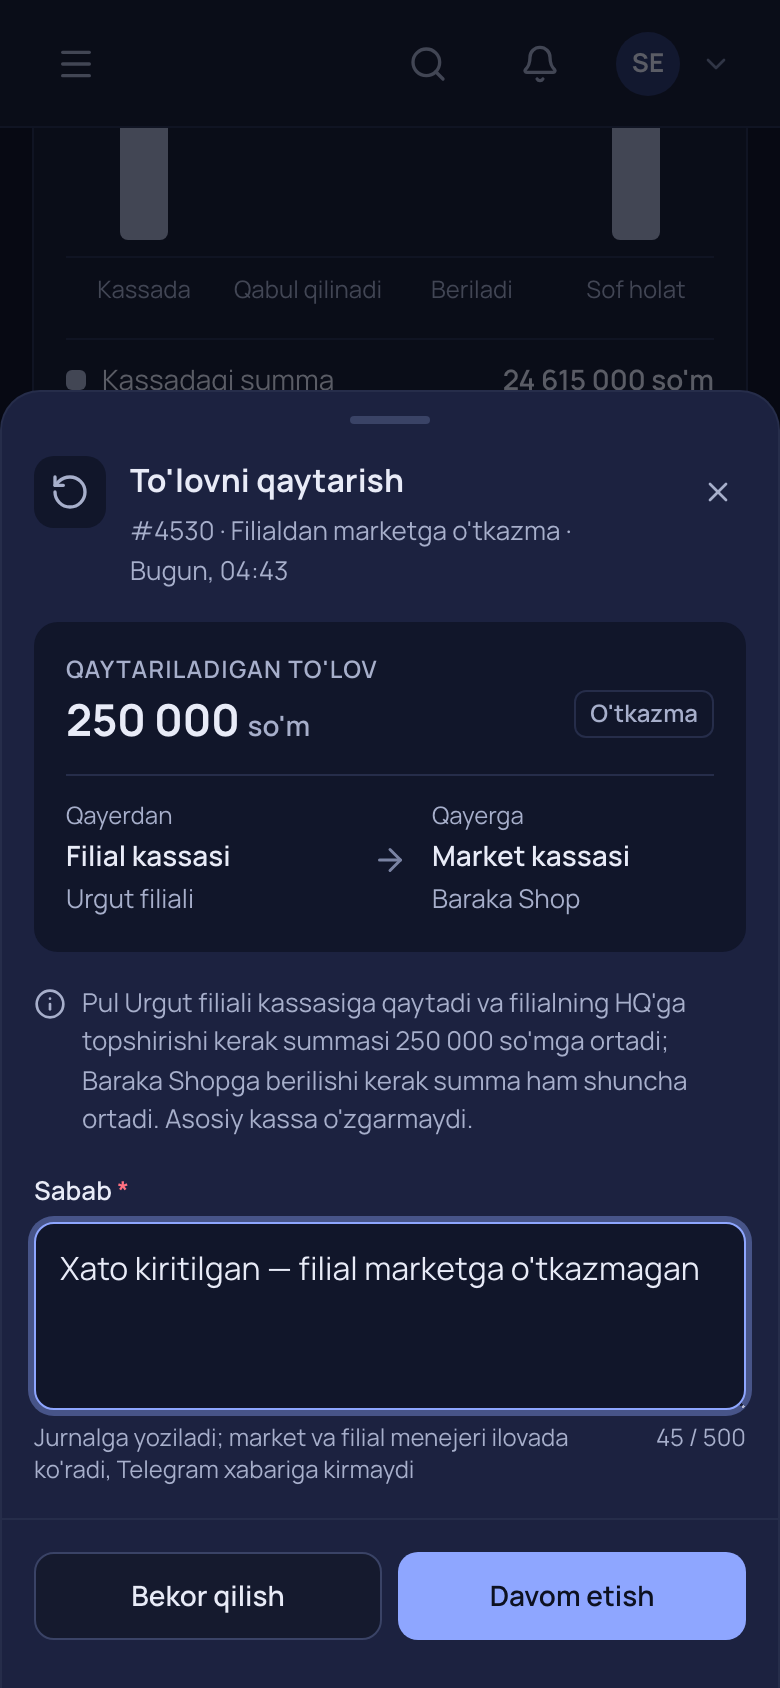 SE
Kassada Qabul qilinadi Beriladi Sof holat
Kassadagi summa 24 615 000 so'm
To'lovni qaytarish
#4530 · Filialdan marketga o'tkazma ·
Bugun, 04:43
QAYTARILADIGAN TO'LOV
250 000 so'm
O'tkazma
Qayerdan
Filial kassasi
Urgut filiali
Qayerga
Market kassasi
Baraka Shop
Pul Urgut filiali kassasiga qaytadi va filialning HQ'ga
topshirishi kerak summasi 250 000 so'mga ortadi;
Baraka Shopga berilishi kerak summa ham shuncha
ortadi. Asosiy kassa o'zgarmaydi.
Sabab *
Xato kiritilgan — filial marketga o'tkazmagan
Jurnalga yoziladi; market va filial menejeri ilovada
ko'radi, Telegram xabariga kirmaydi
45 / 500
Bekor qilish
Davom etish